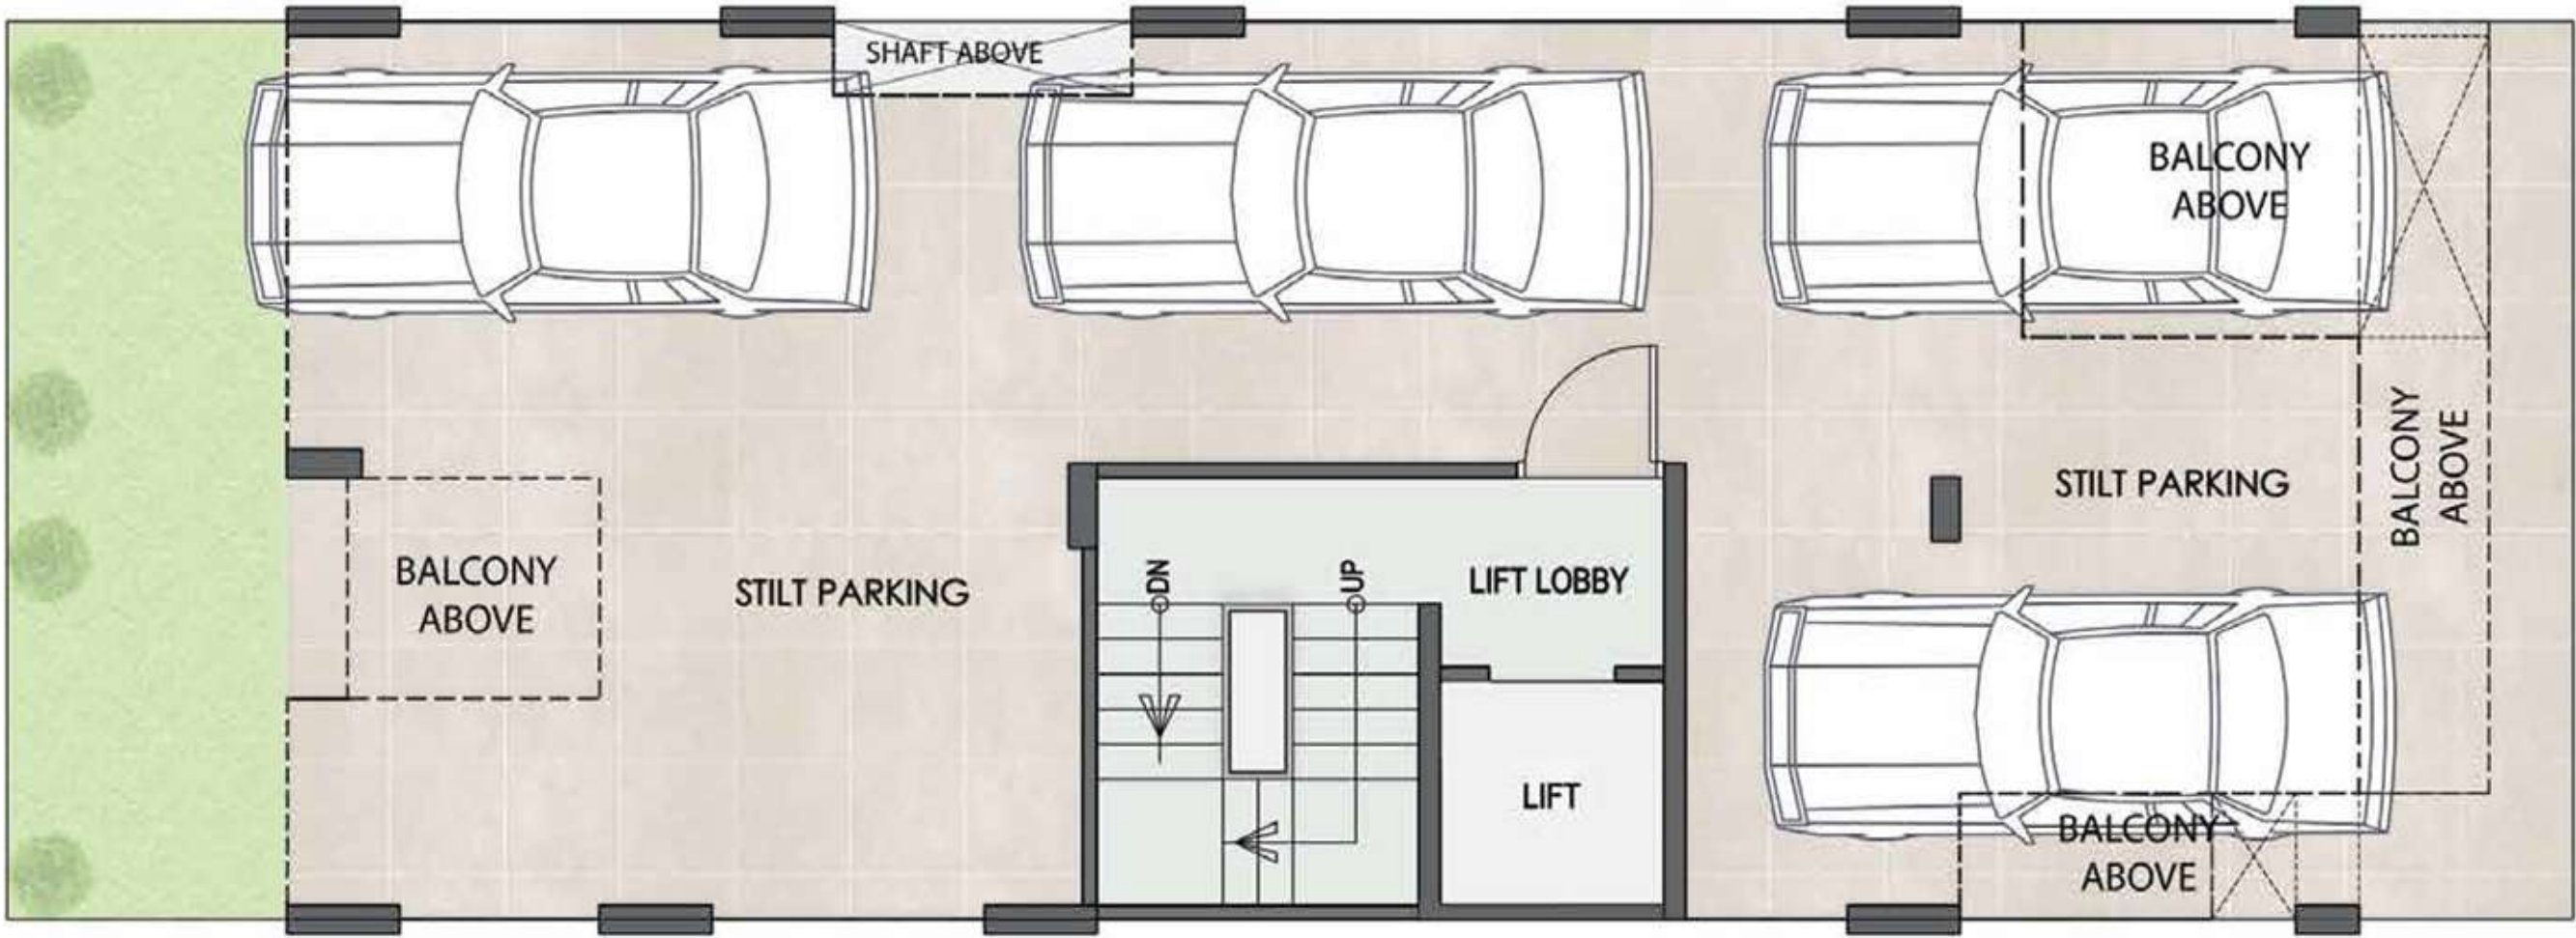 SHAFT ABOVE
BALCONY
ABOVE
BALCONY
ABOVE
STILT PARKING
BALCONY
ABOVE
STILT PARKING
DN
UP
LIFT LOBBY
LIFT
BALCONY
ABOVE